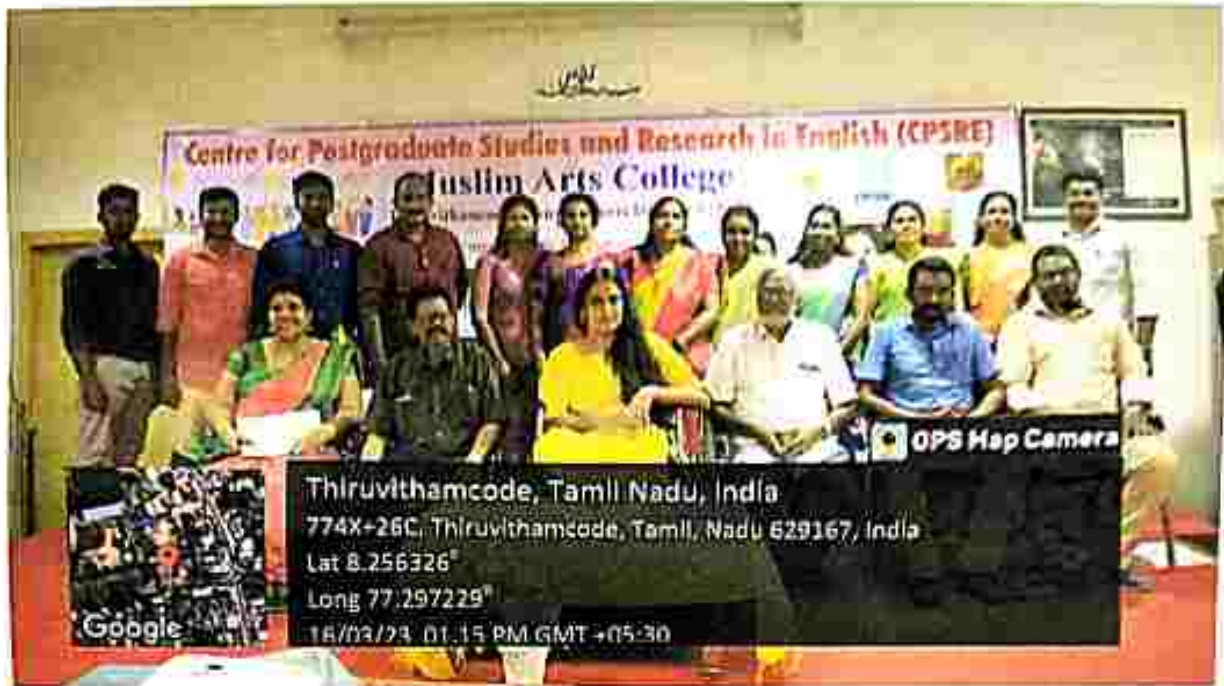 Centre for Postgraduate Studies and Research in English (CPSRE)
Muslim Arts College
GPS Map Camera
Thiruvithamcode, Tamil Nadu, India
774X+26C, Thiruvithamcode, Tamil, Nadu 629167, India
Lat 8.256326°
Long 77.297229°
16/03/23 01:15 PM GMT +05:30
Google